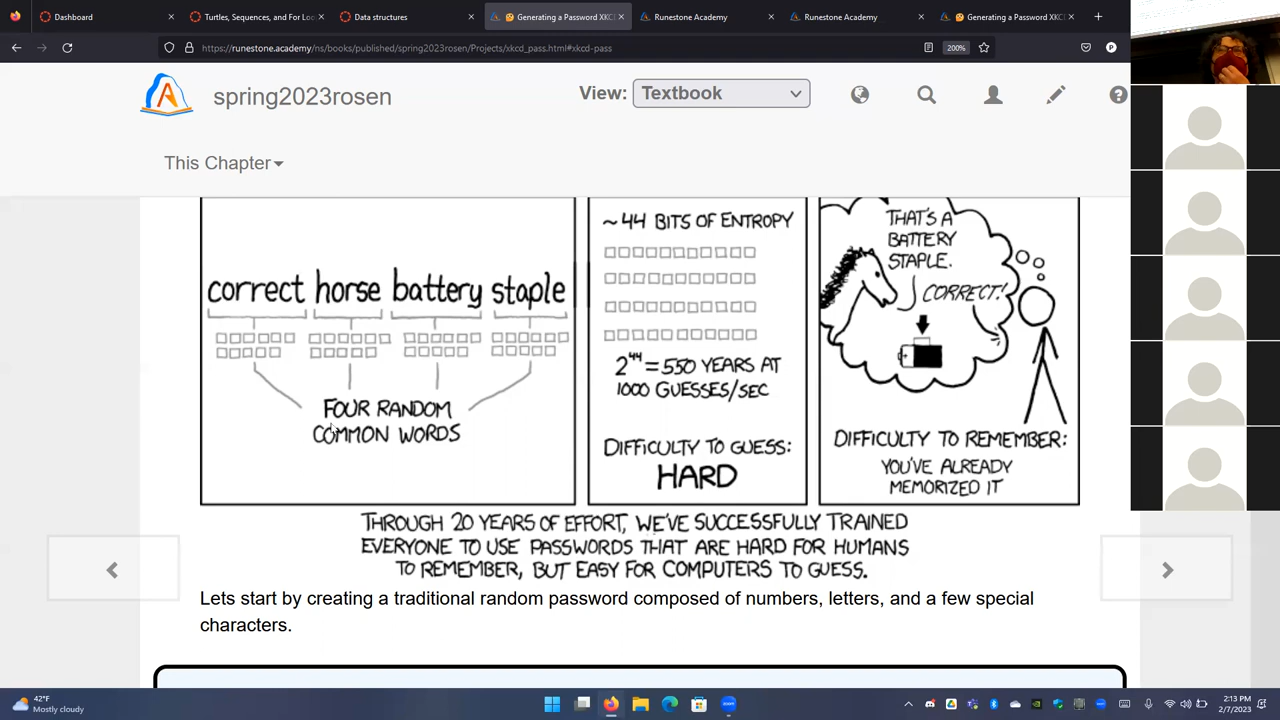 Dashboard
Turtles, Sequences, and For Loo
Data structures
Generating a Password XKC
Runestone Academy
Runestone Academy
Generating a Password XKC
https://runestone.academy/ns/books/published/spring2023rosen/Projects/xkcd_pass.html#xkcd-pass
200%
spring2023rosen
View:
Textbook
This Chapter
correct horse battery staple
FOUR RANDOM
COMMON WORDS
~44 BITS OF ENTROPY
2^44 = 550 YEARS AT
1000 GUESSES/SEC
DIFFICULTY TO GUESS:
HARD
THAT'S A
BATTERY
STAPLE.
CORRECT!
DIFFICULTY TO REMEMBER:
YOU'VE ALREADY
MEMORIZED IT
THROUGH 20 YEARS OF EFFORT, WE'VE SUCCESSFULLY TRAINED
EVERYONE TO USE PASSWORDS THAT ARE HARD FOR HUMANS
TO REMEMBER, BUT EASY FOR COMPUTERS TO GUESS.
Lets start by creating a traditional random password composed of numbers, letters, and a few special
characters.
42°F
Mostly cloudy
2:13 PM
2/7/2023